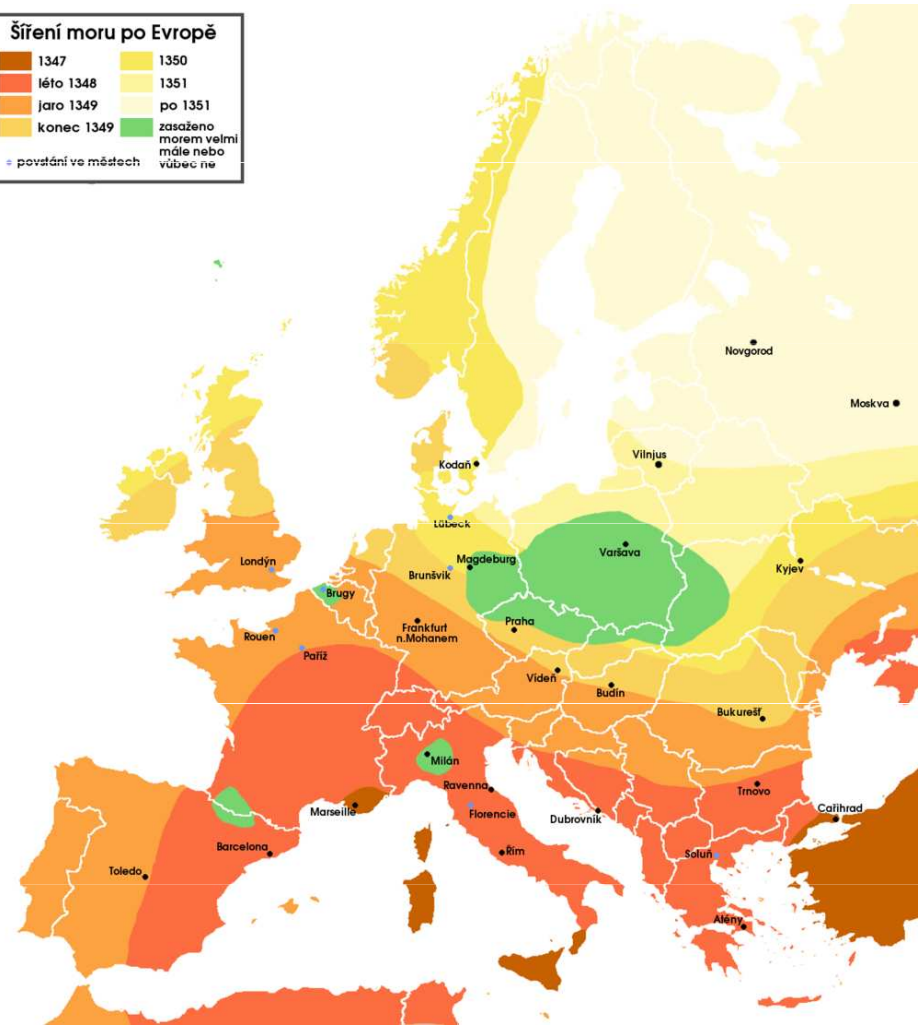 Šíření moru po Evropě
1347
léto 1348
jaro 1349
konec 1349
povstání ve městech
1350
1351
po 1351
zasaženo
morem velmi
mále nebo
vůbec ne
Novgorod
Moskva
Vilnjus
Kodaň
Lübeck
Varšava
Magdeburg
Londýn
Brunšvik
Kyjev
Brugy
Frankfurt
n.Mohanem
Praha
Rouen
Paříž
Vídeň
Budín
Bukurešť
Milán
Ravenna
Trnovo
Marseille
Florencie
Dubrovník
Cařihrad
Barcelona
Řím
Soluň
Toledo
Atény